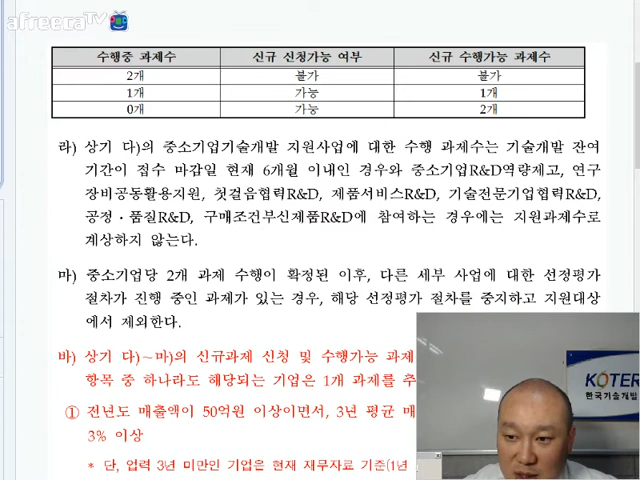 afreecaTV
수행중 과제수 신규 신청가능 여부 신규 수행가능 과제수
2개 불가 불가
1개 가능 1개
0개 가능 2개
라) 상기 다)의 중소기업기술개발 지원사업에 대한 수행 과제수는 기술개발 잔여
기간이 접수 마감일 현재 6개월 이내인 경우와 중소기업R&D역량제고, 연구
장비공동활용지원, 첫걸음협력R&D, 제품서비스R&D, 기술전문기업협력R&D,
공정·품질R&D, 구매조건부신제품R&D에 참여하는 경우에는 지원과제수로
계상하지 않는다.
마) 중소기업당 2개 과제 수행이 확정된 이후, 다른 세부 사업에 대한 선정평가
절차가 진행 중인 과제가 있는 경우, 해당 선정평가 절차를 중지하고 지원대상
에서 제외한다.
바) 상기 다)~마)의 신규과제 신청 및 수행가능 과제
항목 중 하나라도 해당되는 기업은 1개 과제를 추
① 전년도 매출액이 50억원 이상이면서, 3년 평균 매
3% 이상
* 단, 업력 3년 미만인 기업은 현재 재무자료 기준(1년
KOTER
한국기술개발